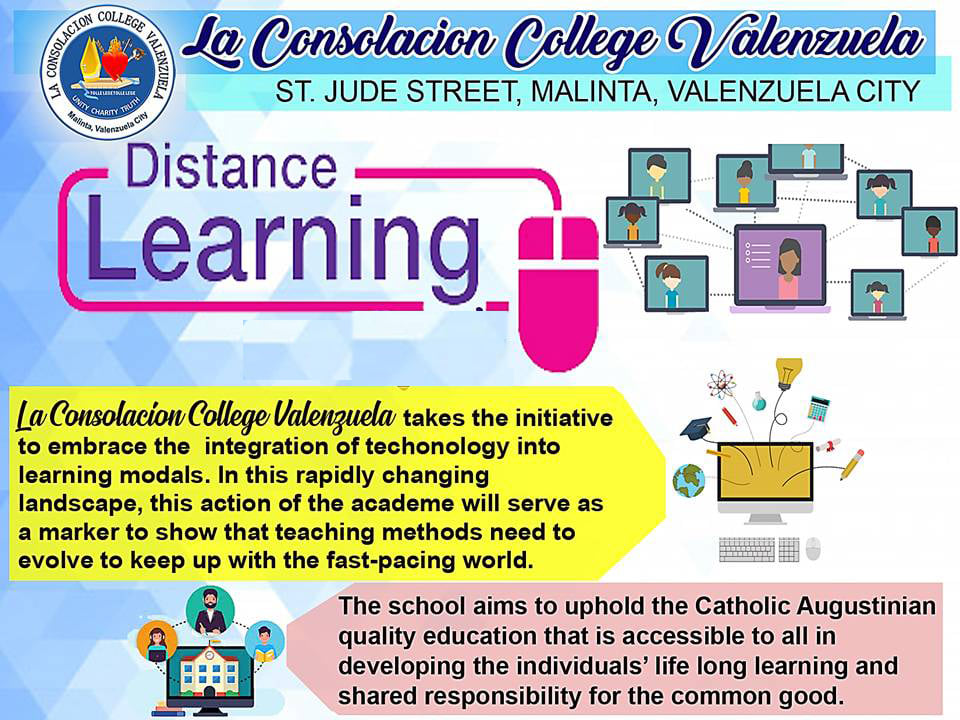 LA CONSOLACION COLLEGE VALENZUELA
UNITY CHARITY TRUTH
Malinta, Valenzuela City
La Consolacion College Valenzuela
ST. JUDE STREET, MALINTA, VALENZUELA CITY
Distance
Learning
La Consolacion College Valenzuela takes the initiative
to embrace the integration of techonology into
learning modals. In this rapidly changing
landscape, this action of the academe will serve as
a marker to show that teaching methods need to
evolve to keep up with the fast-pacing world.
The school aims to uphold the Catholic Augustinian
quality education that is accessible to all in
developing the individuals’ life long learning and
shared responsibility for the common good.